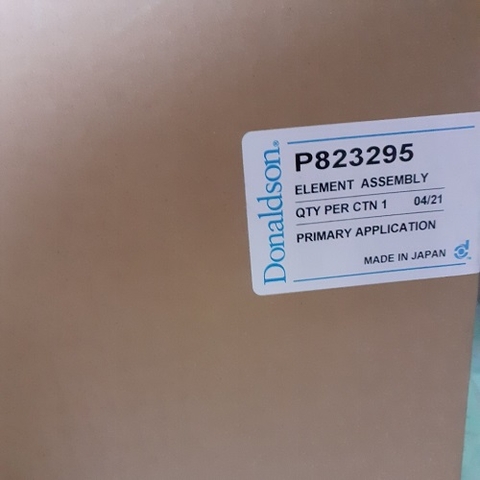 Donaldson®
P823295
ELEMENT ASSEMBLY
QTY PER CTN 1 04/21
PRIMARY APPLICATION
MADE IN JAPAN